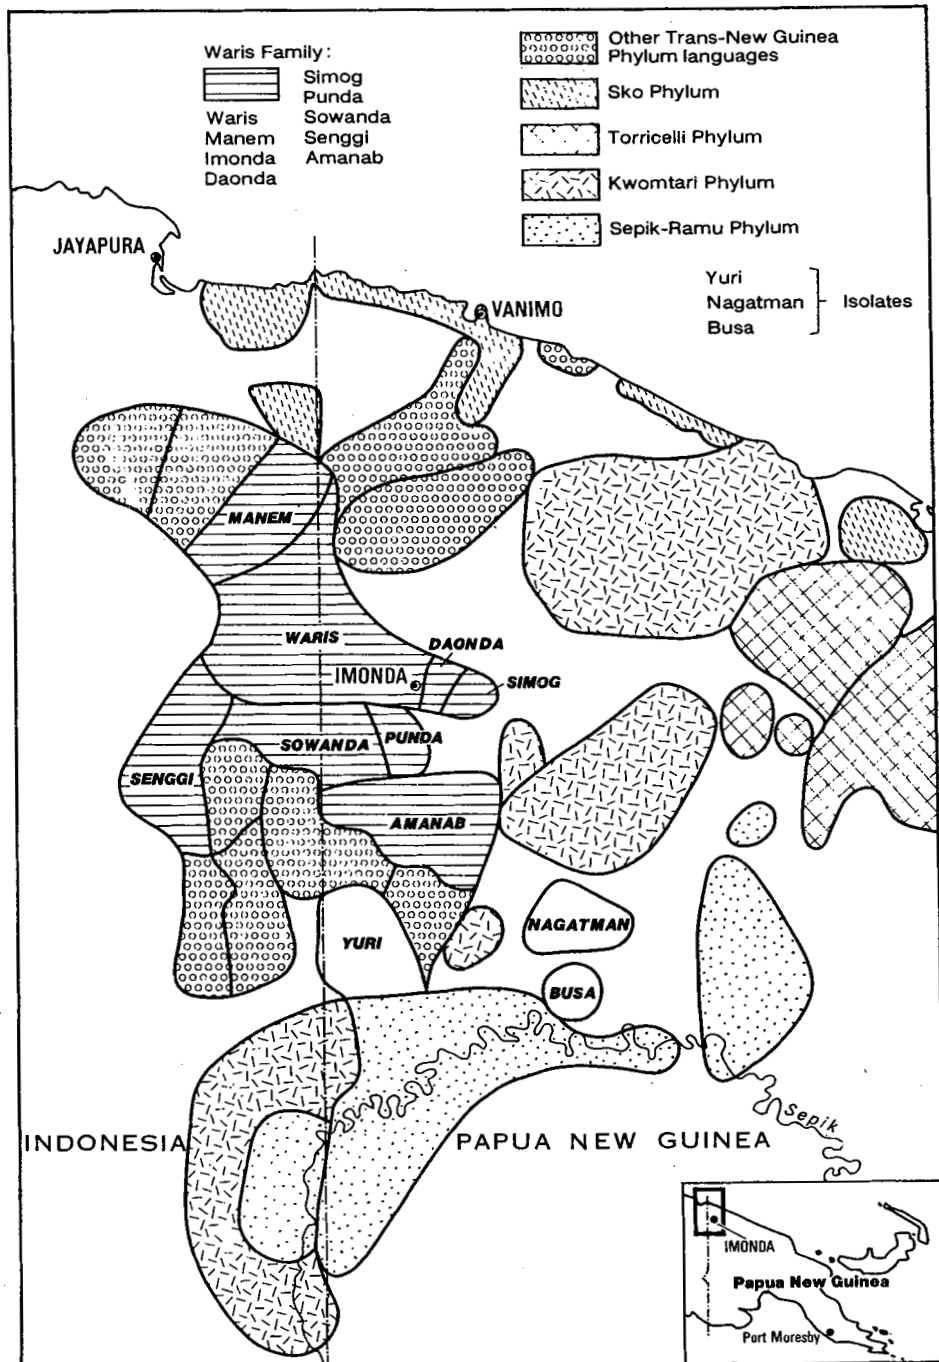 Waris Family:
Simog
Punda
Waris Sowanda
Manem Senggi
Imonda Amanab
Daonda
Other Trans-New Guinea
Phylum languages
Sko Phylum
Torricelli Phylum
Kwomtari Phylum
Sepik-Ramu Phylum
Yuri
Nagatman
Busa
Isolates
JAYAPURA
VANIMO
MANEM
WARIS
DAONDA
IMONDA
SIMOG
SOWANDA
PUNDA
SENGGI
AMANAB
NAGATMAN
YURI
BUSA
Sepik
INDONESIA
PAPUA NEW GUINEA
IMONDA
Papua New Guinea
Port Moresby